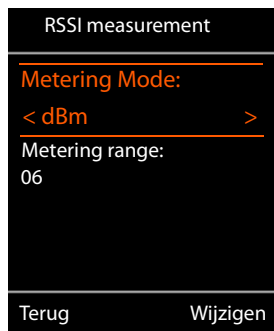 RSSI measurement
Metering Mode:
< dBm >
Metering range:
06
Terug Wijzigen